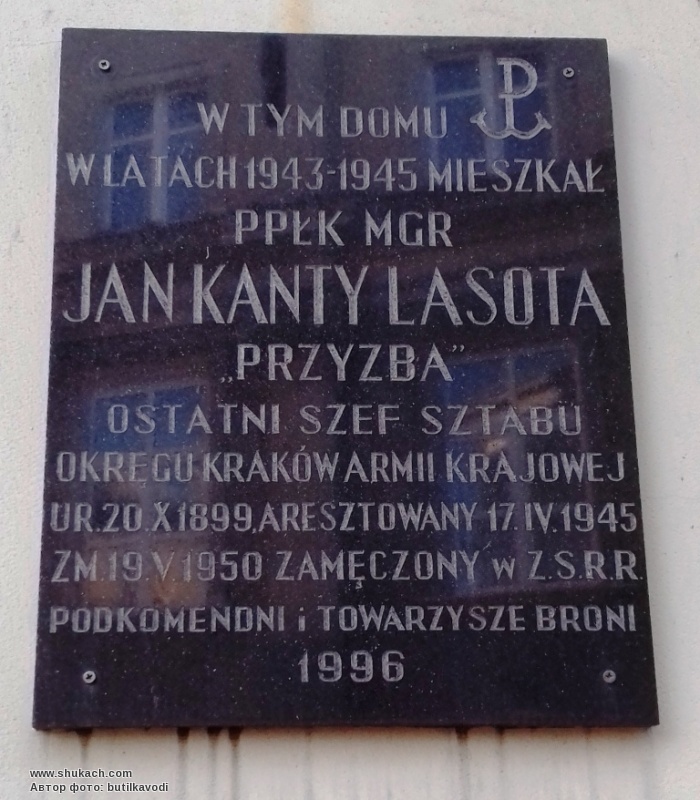 W TYM DOMU
W LATACH 1943-1945 MIESZKAŁ
PPŁK MGR
JAN KANTY LASOTA
„PRZYZBA”
OSTATNI SZEF SZTABU
OKRĘGU KRAKÓW ARMII KRAJOWEJ
UR. 20. X 1899, ARESZTOWANY 17. IV. 1945
ZM. 19. V 1950 ZAMĘCZONY w Z.S.R.R.
PODKOMENDNI i TOWARZYSZE BRONI
1996
www.shukach.com
Автор фото: butilkavodi